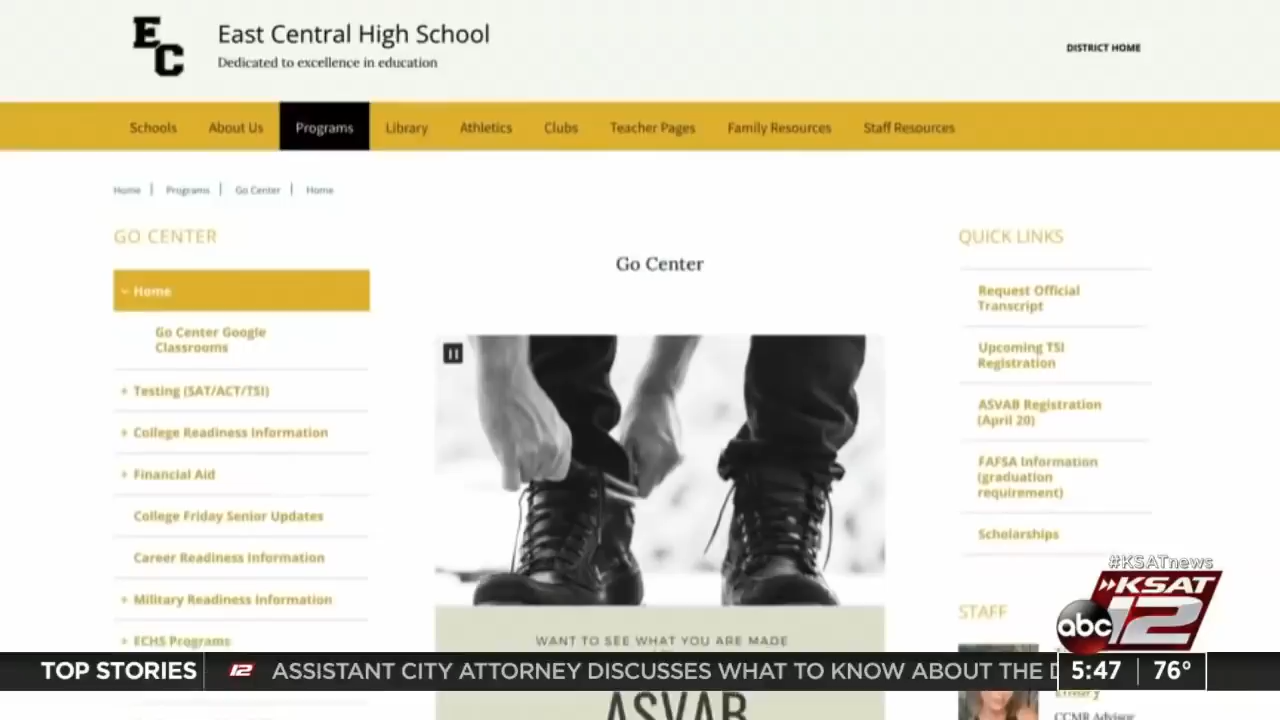 EC
East Central High School
Dedicated to excellence in education
DISTRICT HOME
Schools
About Us
Programs
Library
Athletics
Clubs
Teacher Pages
Family Resources
Staff Resources
Home | Programs | Go Center | Home
GO CENTER
Home
Go Center Google
Classrooms
+ Testing (SAT/ACT/TSI)
+ College Readiness Information
+ Financial Aid
College Friday Senior Updates
Career Readiness Information
+ Military Readiness Information
+ ECHS Programs
Go Center
WANT TO SEE WHAT YOU ARE MADE
ASVAB
QUICK LINKS
Request Official
Transcript
Upcoming TSI
Registration
ASVAB Registration
(April 20)
FAFSA Information
(graduation
requirement)
Scholarships
STAFF
CCMR Advisor
#KSATnews
KSAT
abc 12
TOP STORIES
12 ASSISTANT CITY ATTORNEY DISCUSSES WHAT TO KNOW ABOUT THE
5:47
76°